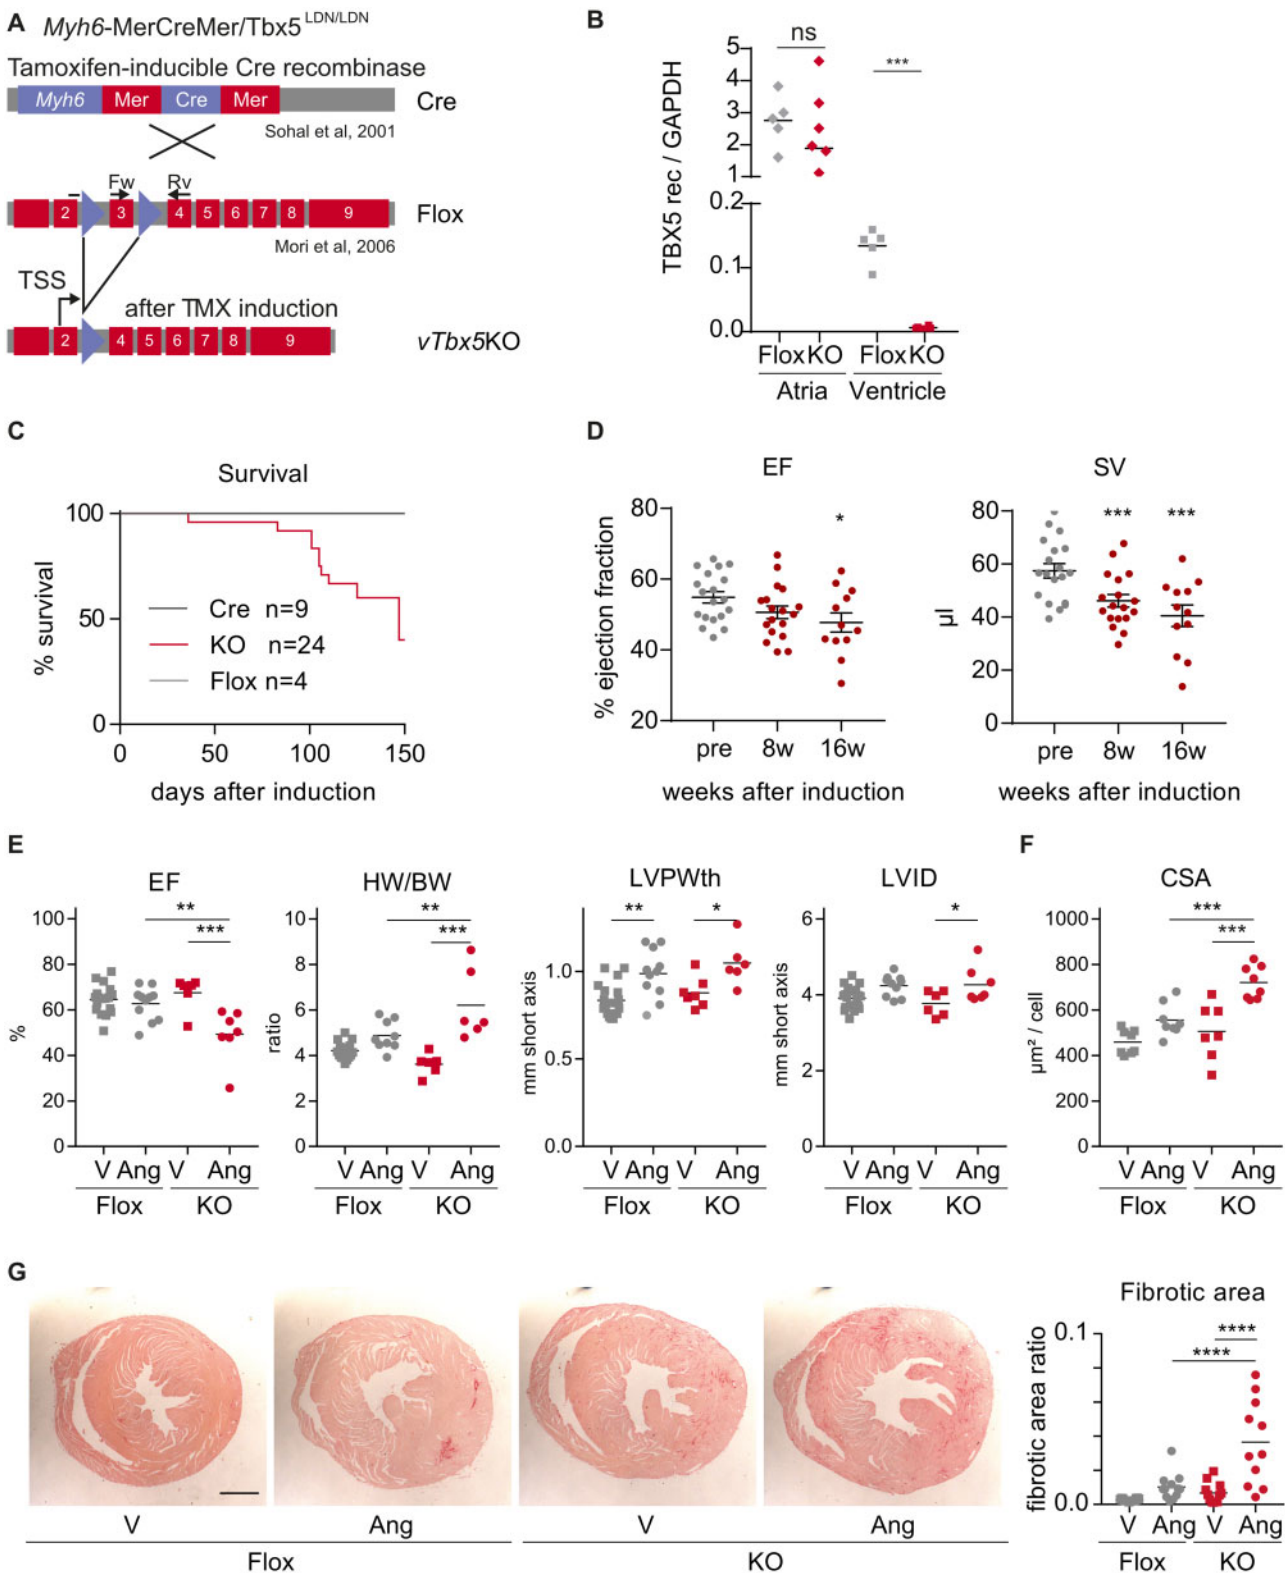 A Myh6-MerCreMer/Tbx5 LDN/LDN
Tamoxifen-inducible Cre recombinase
Myh6 Mer Cre Mer Cre
Sohal et al, 2001
Fw Rv
2 3 4 5 6 7 8 9 Flox
Mori et al, 2006
TSS
after TMX induction
2 4 5 6 7 8 9 vTbx5KO
B
TBX5 rec / GAPDH
5
4
3
2
1
0.2
0.1
0.0
ns
***
Flox KO Flox KO
Atria Ventricle
C
Survival
% survival
100
50
0
Cre n=9
KO n=24
Flox n=4
0 50 100 150
days after induction
D
EF
% ejection fraction
80
60
40
20
*
pre 8w 16w
weeks after induction
SV
µl
80
60
40
20
0
*** ***
pre 8w 16w
weeks after induction
E
EF
%
100
80
60
40
20
0
**
***
V Ang V Ang
Flox KO
HW/BW
ratio
10
8
6
4
2
0
**
***
V Ang V Ang
Flox KO
LVPWth
mm short axis
1.0
0.5
0.0
** *
V Ang V Ang
Flox KO
LVID
mm short axis
6
4
2
0
*
V Ang V Ang
Flox KO
F
CSA
µm² / cell
1000
800
600
400
200
0
***
***
V Ang V Ang
Flox KO
G
V Ang V Ang
Flox KO
Fibrotic area
fibrotic area ratio
0.1
0.0
****
****
V Ang V Ang
Flox KO